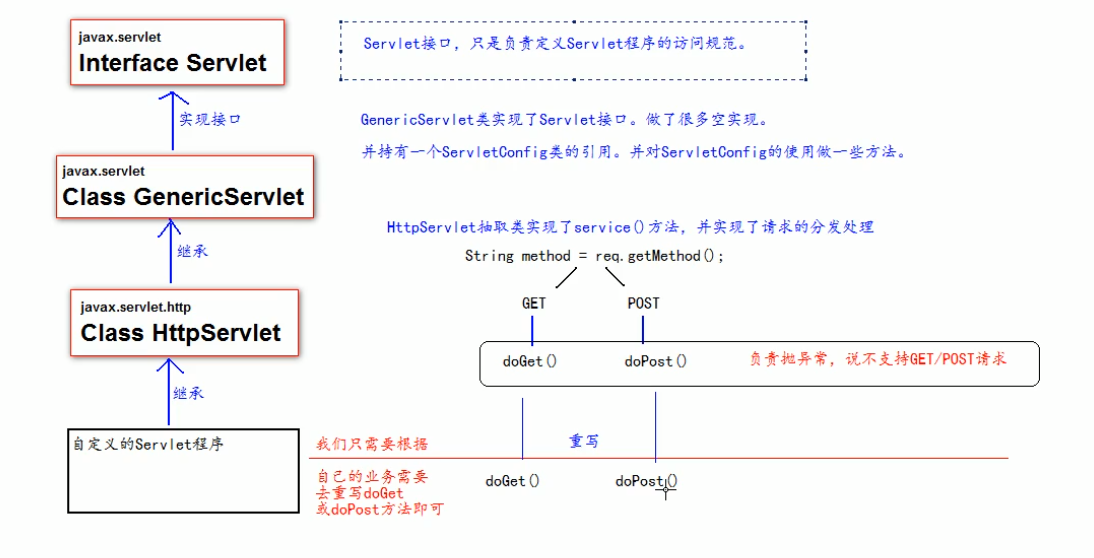 javax.servlet
Interface Servlet
Servlet接口，只是负责定义Servlet程序的访问规范。
实现接口
GenericServlet类实现了Servlet接口。做了很多空实现。
并持有一个ServletConfig类的引用。并对ServletConfig的使用做一些方法。
javax.servlet
Class GenericServlet
继承
HttpServlet抽取类实现了service()方法，并实现了请求的分发处理
String method = req.getMethod();
GET
POST
javax.servlet.http
Class HttpServlet
doGet()
doPost()
负责抛异常，说不支持GET/POST请求
继承
自定义的Servlet程序
我们只需要根据
重写
自己的业务需要
去重写doGet
或doPost方法即可
doGet()
doPost()